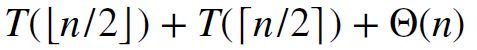 T(⌊n/2⌋) + T(⌈n/2⌉) + Θ(n)